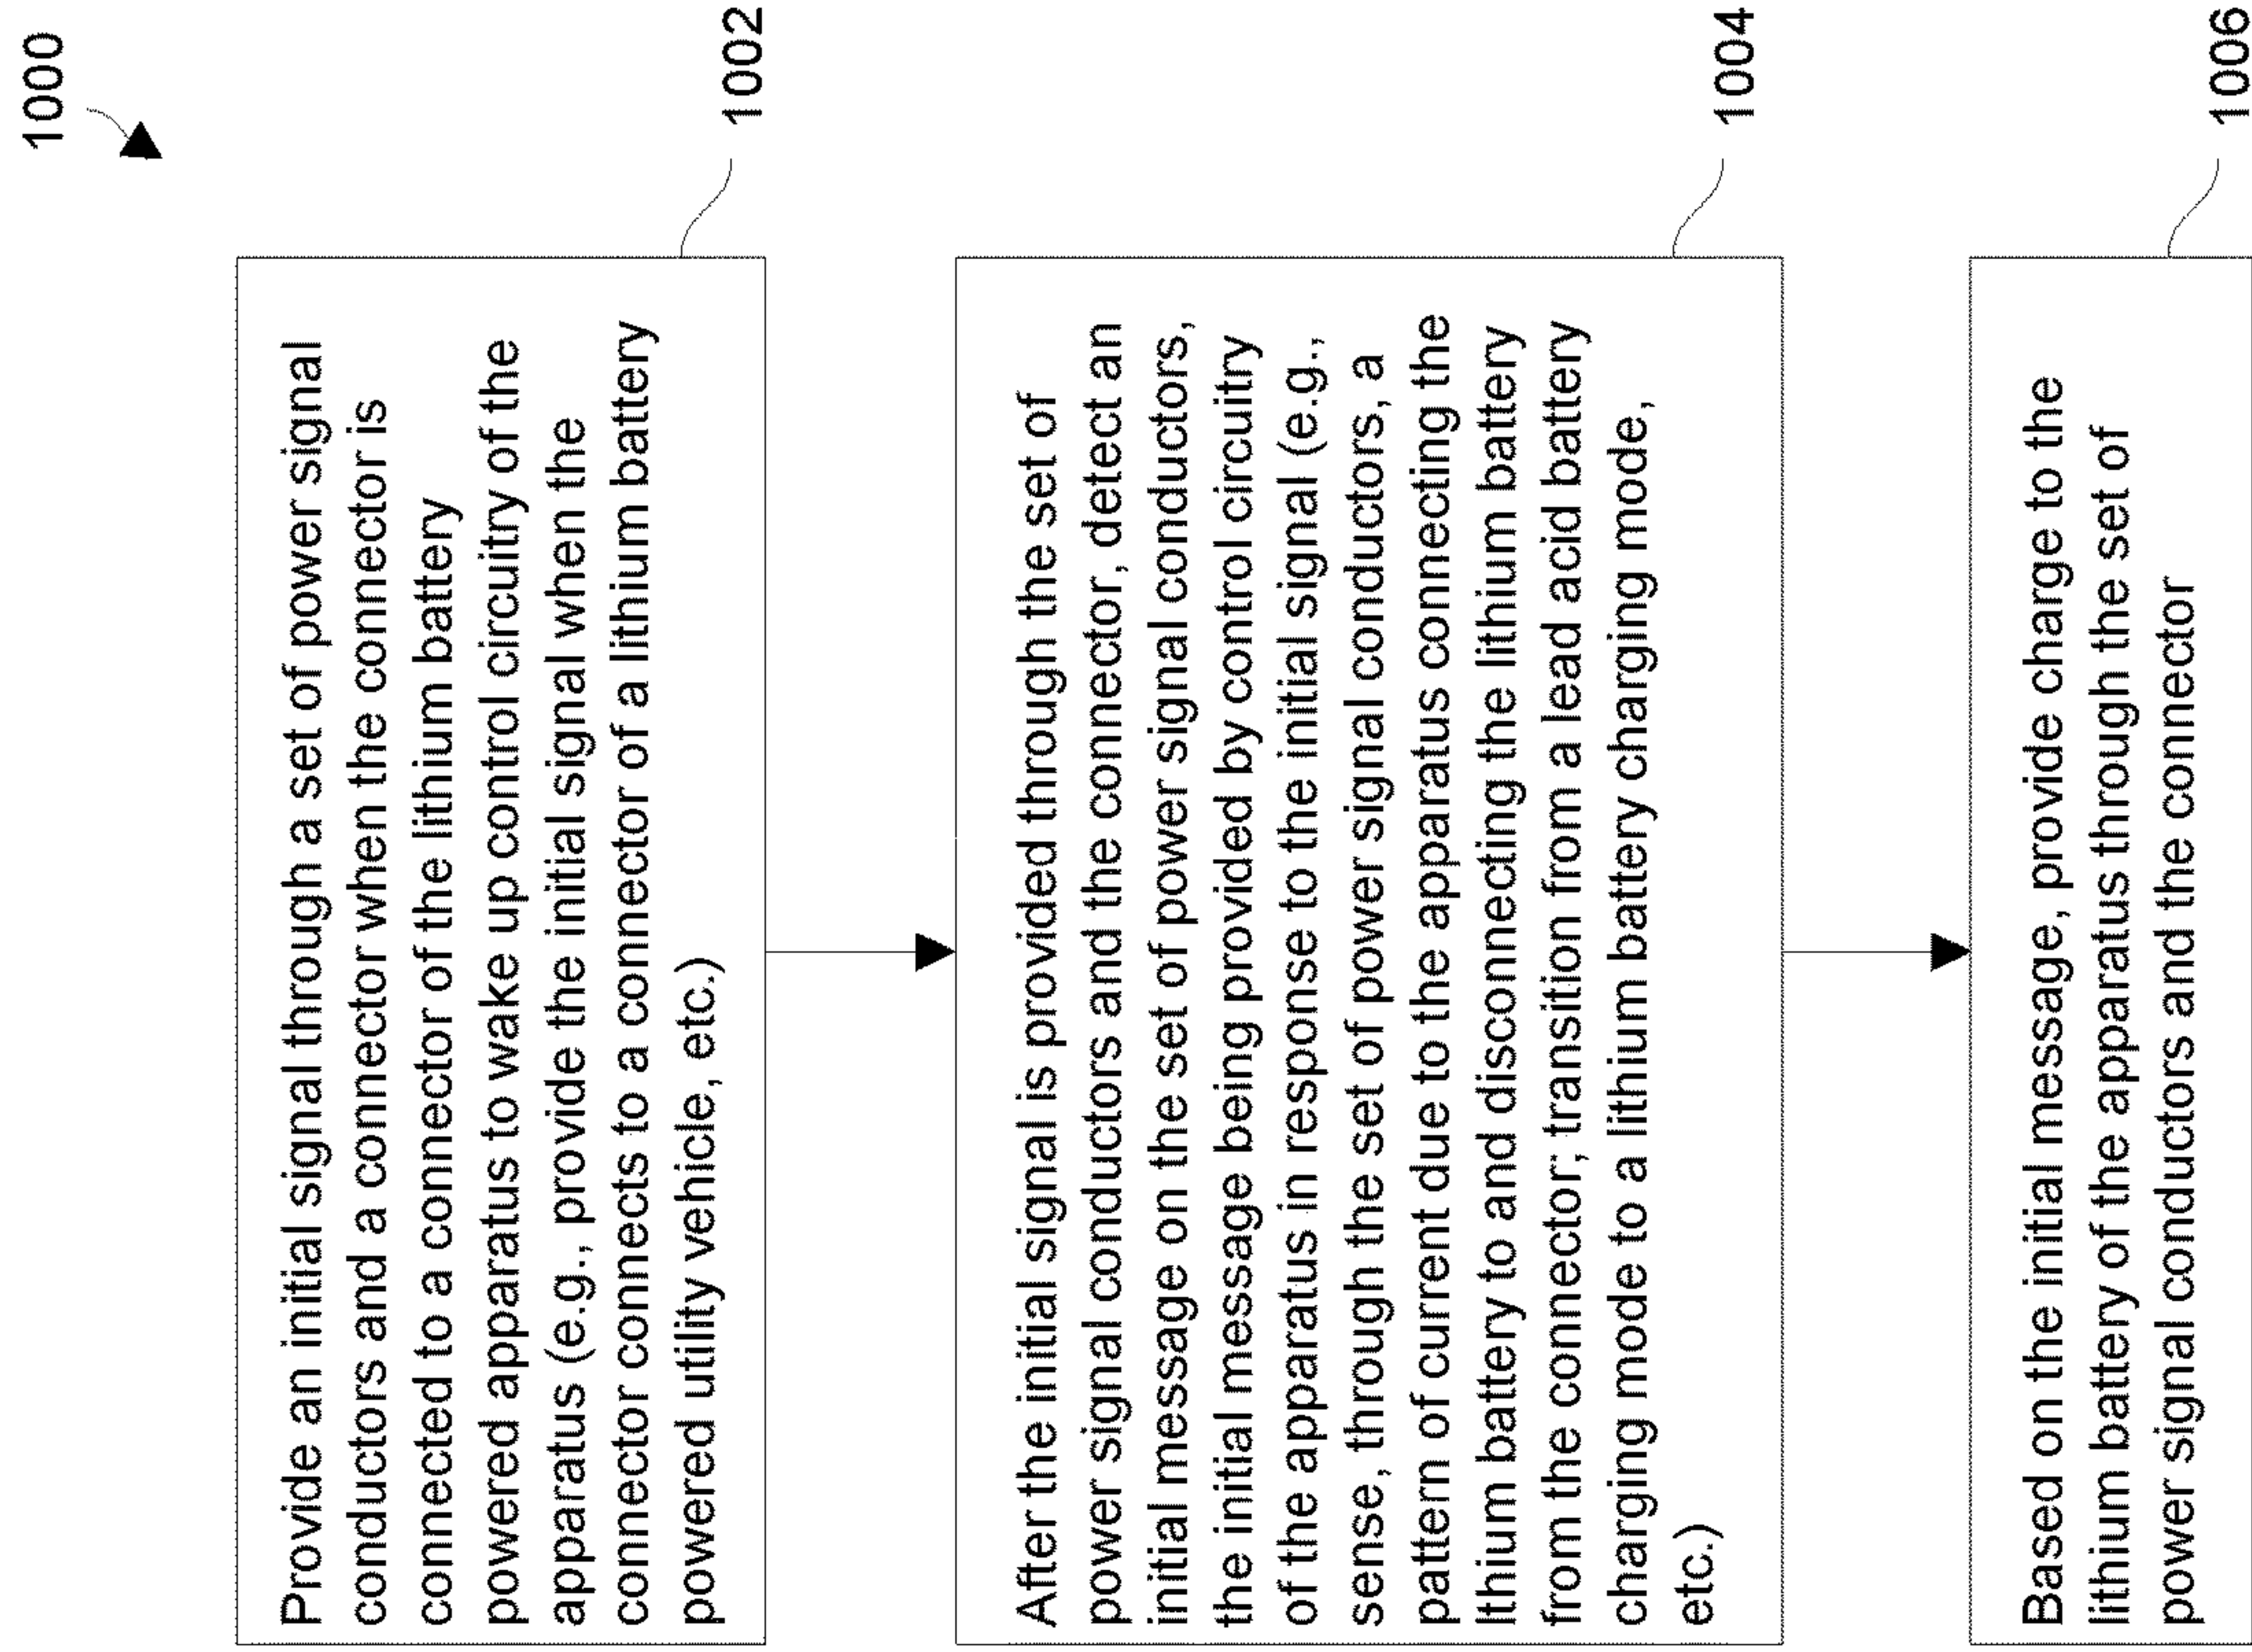 1000
Provide an initial signal through a set of power signal
conductors and a connector when the connector is
connected to a connector of the lithium battery
powered apparatus to wake up control circuitry of the
apparatus (e.g., provide the initial signal when the
connector connects to a connector of a lithium battery
powered utility vehicle, etc.)
1002
After the initial signal is provided through the set of
power signal conductors and the connector, detect an
initial message on the set of power signal conductors,
the initial message being provided by control circuitry
of the apparatus in response to the initial signal (e.g.,
sense, through the set of power signal conductors, a
pattern of current due to the apparatus connecting the
lthium battery to and disconnecting the lithium battery
from the connector; transition from a lead acid battery
charging mode to a lithium battery charging mode,
etc.)
1004
Based on the initial message, provide charge to the
lithium battery of the apparatus through the set of
power signal conductors and the connector
1006